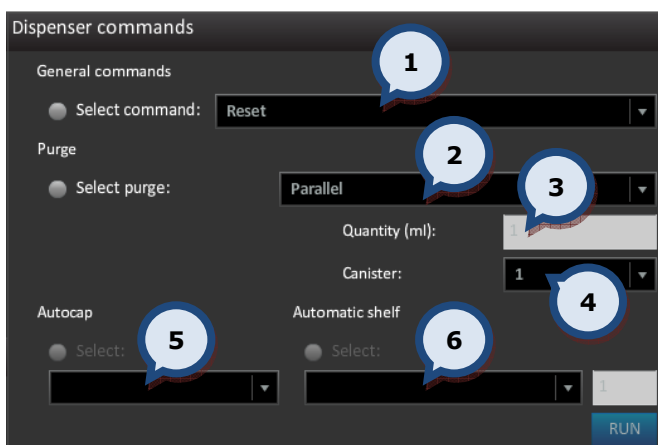 Dispenser commands
1
General commands
Select command: Reset
Purge
2
Select purge: Parallel
3
Quantity (ml): 1
Canister: 1
4
Autocap Automatic shelf
5 6
Select: Select:
1
RUN